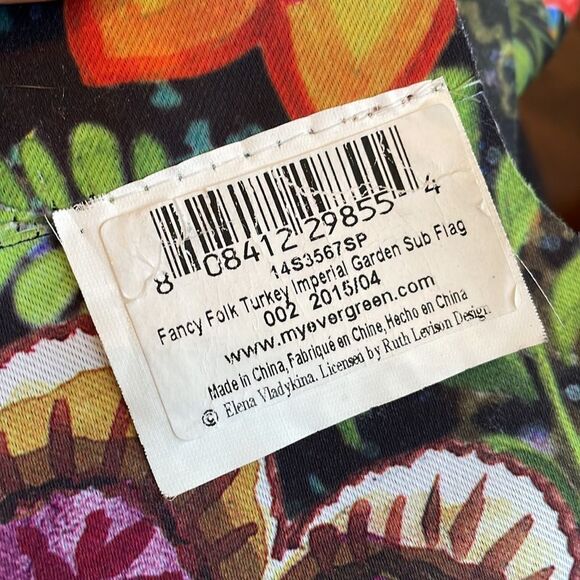 8 08412 29855 4
14S3567SP
Fancy Folk Turkey Imperial Garden Sub Flag
002 2015/04
www.myevergreen.com
Made in China, Fabriqué en Chine, Hecho en China
© Elena Vladykina. Licensed by Ruth Levison Design